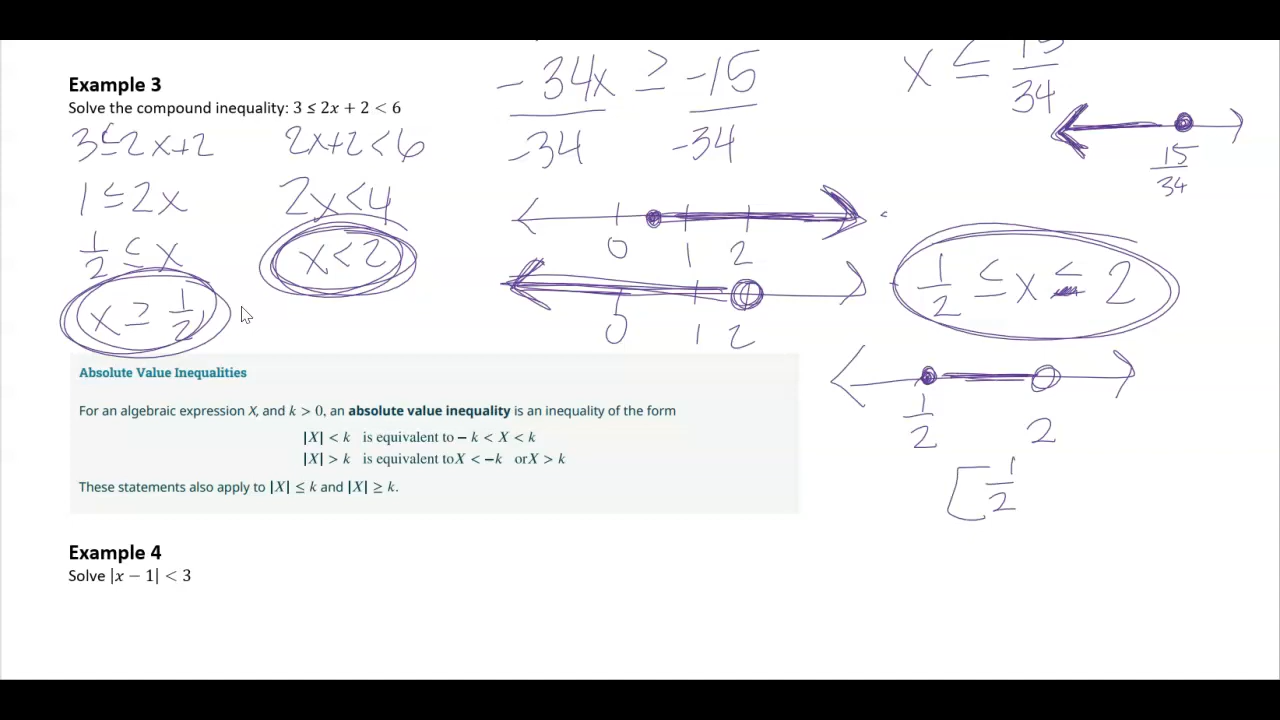 Example 3
Solve the compound inequality: 3 ≤ 2x + 2 < 6
3 ≤ 2x+2
2x+2 < 6
1 ≤ 2x
2x < 4
1/2 ≤ x
x < 2
x ≥ 1/2
-34x ≥ -15
-34 -34
x ≤ 15/34
15/34
0 1 2
0 1 2
1/2 ≤ x ≤ 2
1/2 2
[1/2
Absolute Value Inequalities
For an algebraic expression X, and k > 0, an absolute value inequality is an inequality of the form
|X| < k is equivalent to − k < X < k
|X| > k is equivalent toX < −k orX > k
These statements also apply to |X| ≤ k and |X| ≥ k.
Example 4
Solve |x − 1| < 3